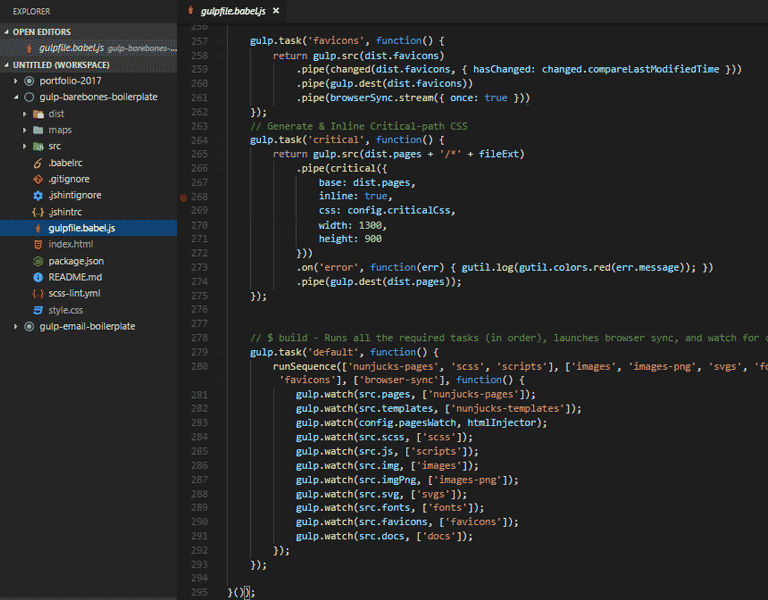 EXPLORER
OPEN EDITORS
gulpfile.babel.js gulp-barebones-...
UNTITLED (WORKSPACE)
portfolio-2017
gulp-barebones-boilerplate
dist
maps
src
.babelrc
.gitignore
.jshintignore
.jshintrc
gulpfile.babel.js
index.html
package.json
README.md
scss-lint.yml
style.css
gulp-email-boilerplate
gulpfile.babel.js
256
257 gulp.task('favicons', function() {
258 return gulp.src(dist.favicons)
259 .pipe(changed(dist.favicons, { hasChanged: changed.compareLastModifiedTime }))
260 .pipe(gulp.dest(dist.favicons))
261 .pipe(browserSync.stream({ once: true }))
262 });
263 // Generate & Inline Critical-path CSS
264 gulp.task('critical', function() {
265 return gulp.src(dist.pages + '/*' + fileExt)
266 .pipe(critical({
267 base: dist.pages,
268 inline: true,
269 css: config.criticalCss,
270 width: 1300,
271 height: 900
272 }))
273 .on('error', function(err) { gutil.log(gutil.colors.red(err.message)); })
274 .pipe(gulp.dest(dist.pages));
275 });
276
277
278 // $ build - Runs all the required tasks (in order), launches browser sync, and watch for
279 gulp.task('default', function() {
280 runSequence(['nunjucks-pages', 'scss', 'scripts'], ['images', 'images-png', 'svgs', 'fo
'favicons'], ['browser-sync'], function() {
281 gulp.watch(src.pages, ['nunjucks-pages']);
282 gulp.watch(src.templates, ['nunjucks-templates']);
283 gulp.watch(config.pagesWatch, htmlInjector);
284 gulp.watch(src.scss, ['scss']);
285 gulp.watch(src.js, ['scripts']);
286 gulp.watch(src.img, ['images']);
287 gulp.watch(src.imgPng, ['images-png']);
288 gulp.watch(src.svg, ['svgs']);
289 gulp.watch(src.fonts, ['fonts']);
290 gulp.watch(src.favicons, ['favicons']);
291 gulp.watch(src.docs, ['docs']);
292 });
293 });
294
295 }());